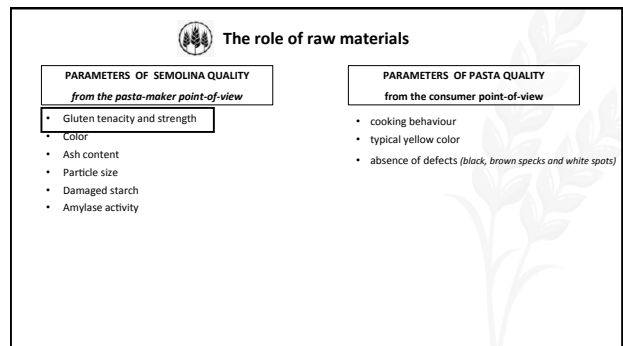 The role of raw materials
PARAMETERS OF SEMOLINA QUALITY
from the pasta-maker point-of-view
• Gluten tenacity and strength
• Color
• Ash content
• Particle size
• Damaged starch
• Amylase activity
PARAMETERS OF PASTA QUALITY
from the consumer point-of-view
• cooking behaviour
• typical yellow color
• absence of defects (black, brown specks and white spots)